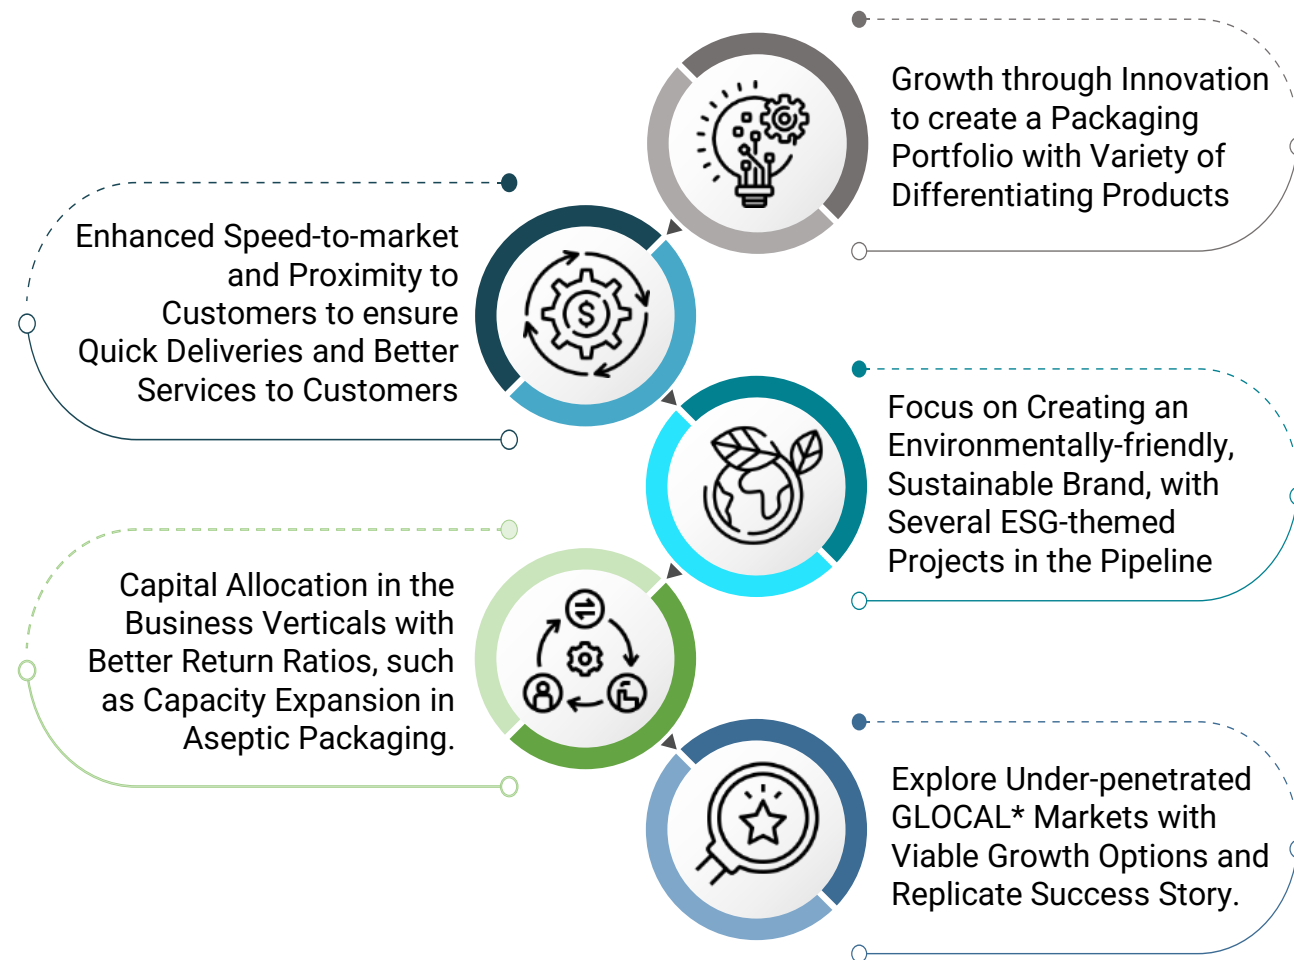 Growth through Innovation
to create a Packaging
Portfolio with Variety of
Differentiating Products
Enhanced Speed-to-market
and Proximity to
Customers to ensure
Quick Deliveries and Better
Services to Customers
$
Focus on Creating an
Environmentally-friendly,
Sustainable Brand, with
Several ESG-themed
Projects in the Pipeline
Capital Allocation in the
Business Verticals with
Better Return Ratios, such
as Capacity Expansion in
Aseptic Packaging.
Explore Under-penetrated
GLOCAL* Markets with
Viable Growth Options and
Replicate Success Story.